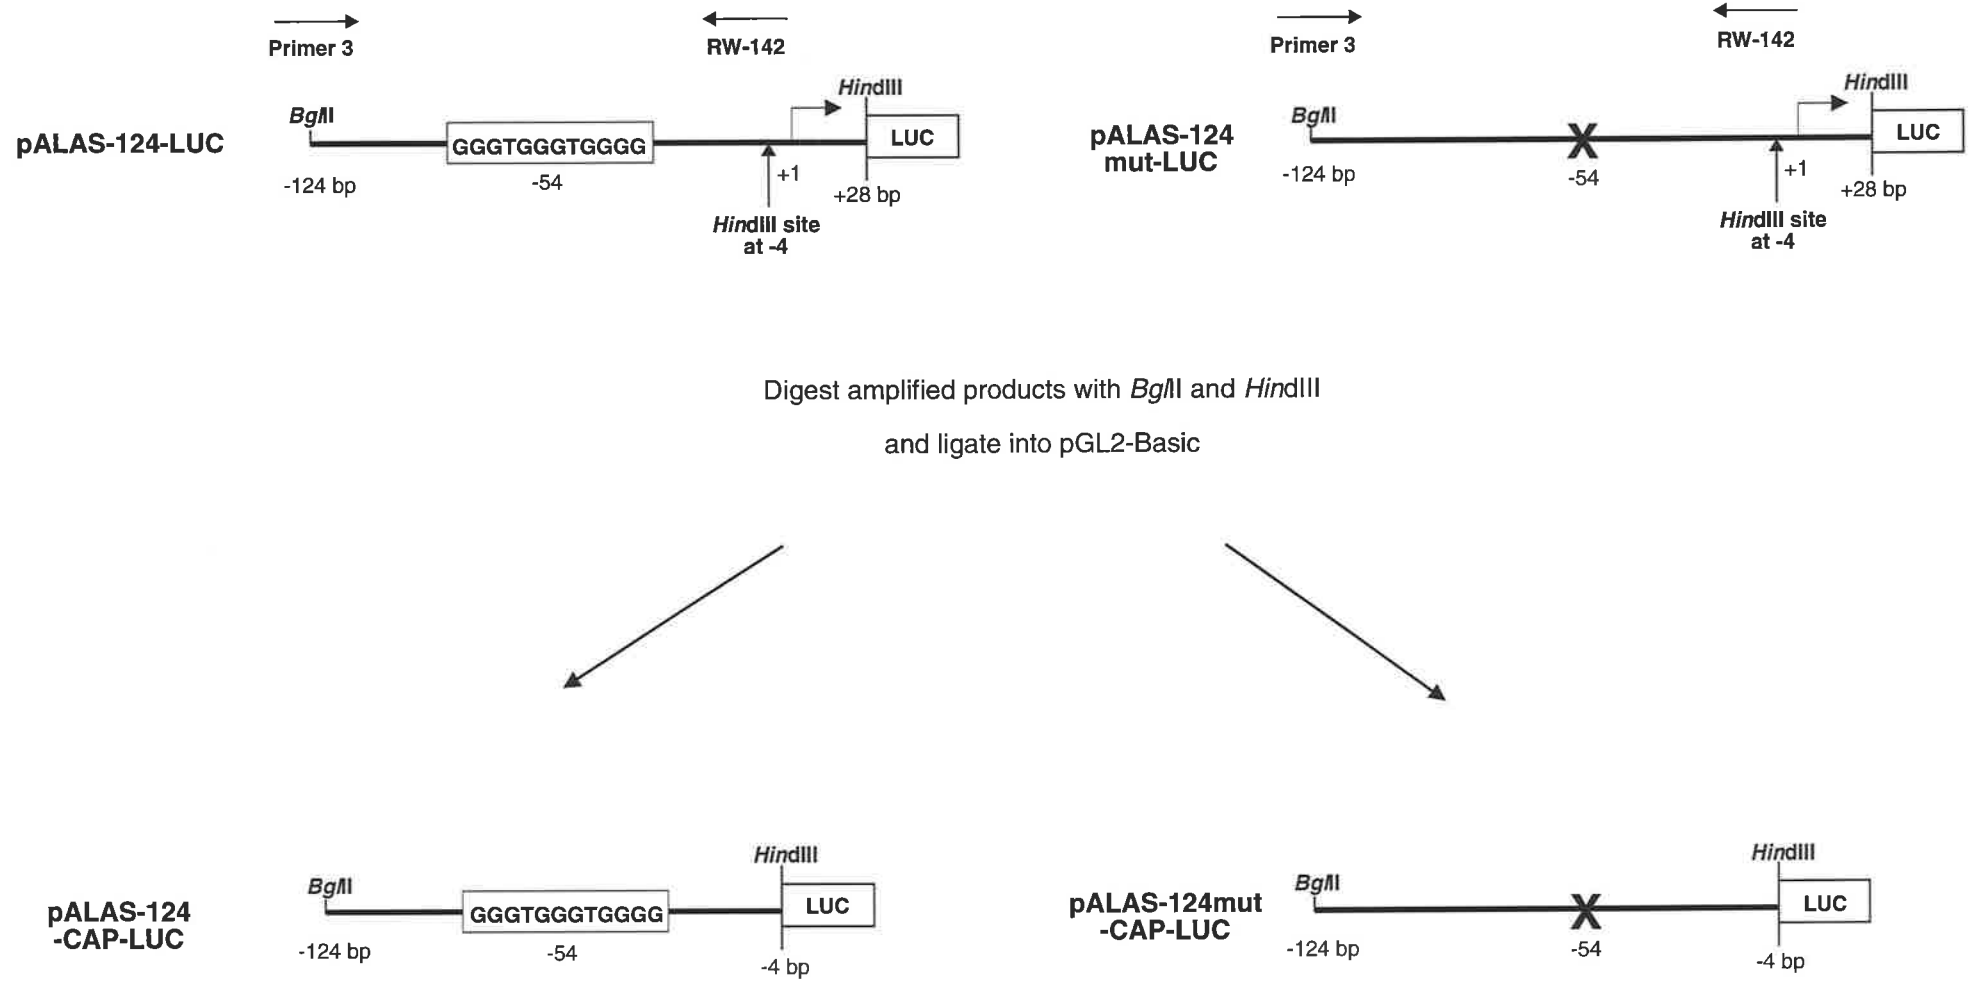 Primer 3
RW-142
BglII
HindIII
pALAS-124-LUC
GGGTGGGTGGGG
LUC
-124 bp
-54
+1
+28 bp
HindIII site
at -4
Primer 3
RW-142
BglII
HindIII
pALAS-124
mut-LUC
X
LUC
-124 bp
-54
+1
+28 bp
HindIII site
at -4
Digest amplified products with BglII and HindIII
and ligate into pGL2-Basic
BglII
HindIII
pALAS-124
-CAP-LUC
GGGTGGGTGGGG
LUC
-124 bp
-54
-4 bp
BglII
HindIII
pALAS-124mut
-CAP-LUC
X
LUC
-124 bp
-54
-4 bp